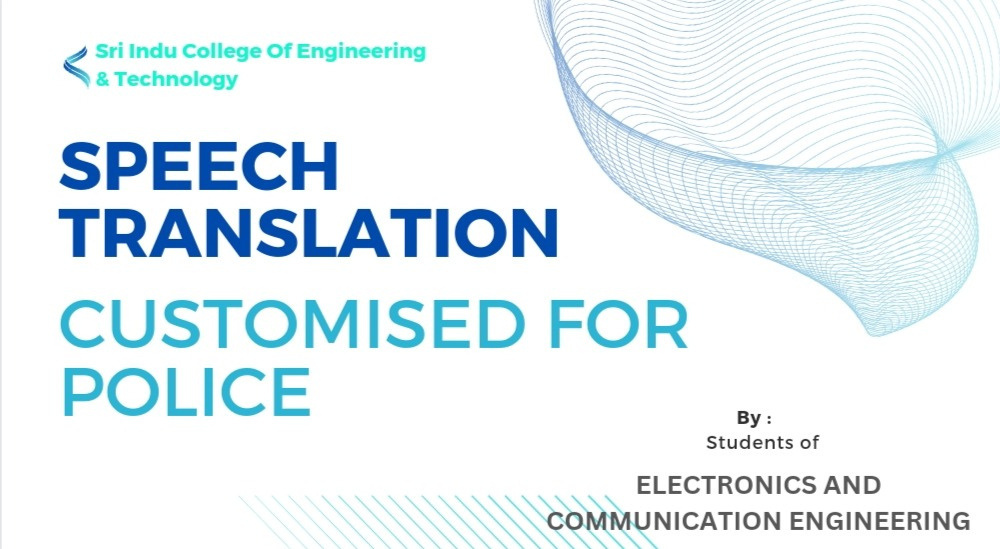 Sri Indu College Of Engineering
& Technology
SPEECH
TRANSLATION
CUSTOMISED FOR
POLICE
By :
Students of
ELECTRONICS AND
COMMUNICATION ENGINEERING